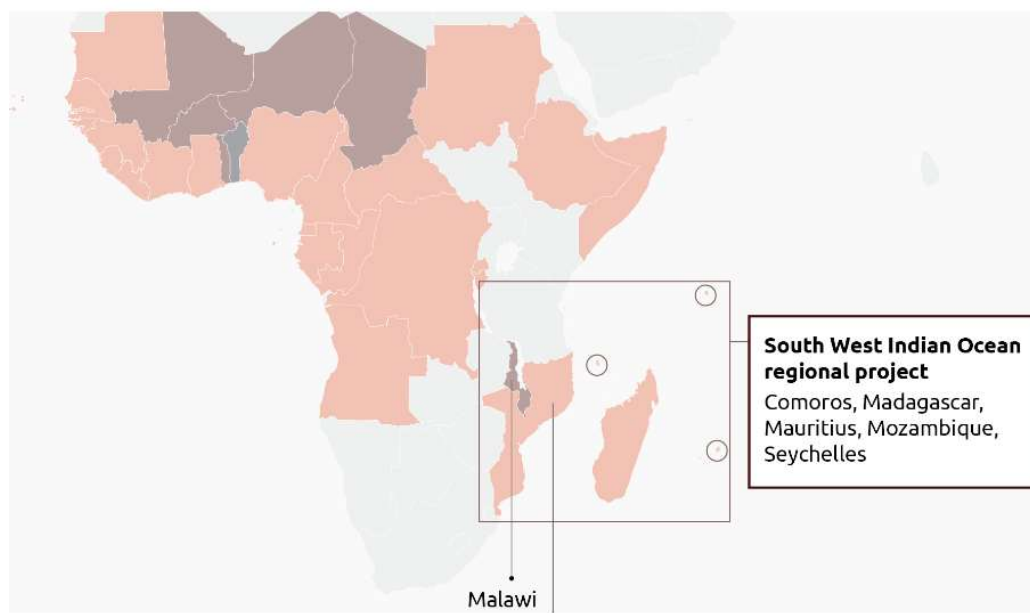 South West Indian Ocean
regional project
Comoros, Madagascar,
Mauritius, Mozambique,
Seychelles
Malawi